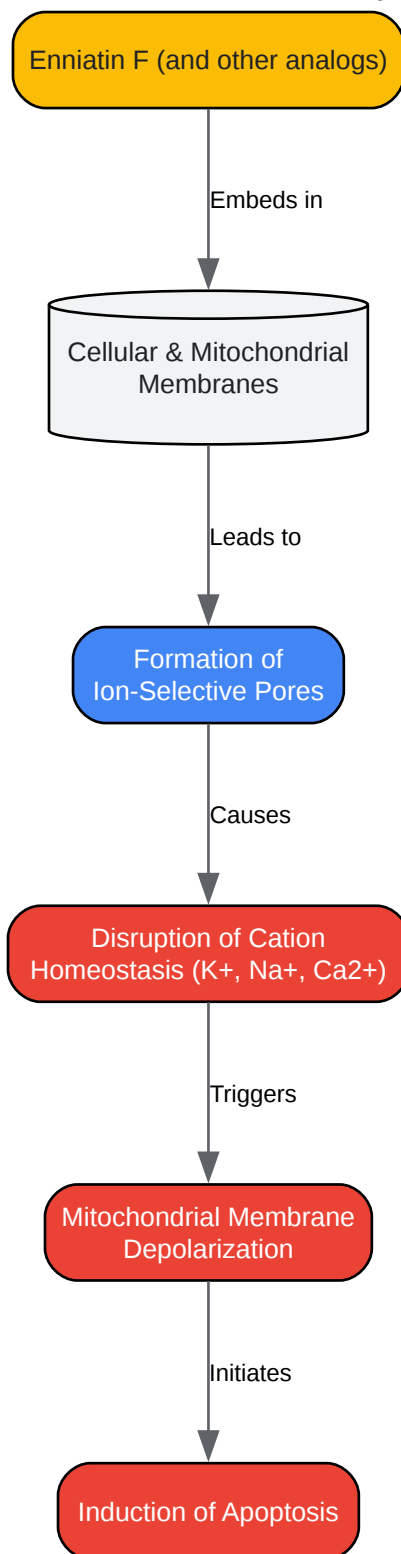 Enniatin F (and other analogs)
Embeds in
Cellular & Mitochondrial
Membranes
Leads to
Formation of
Ion-Selective Pores
Causes
Disruption of Cation
Homeostasis (K+, Na+, Ca2+)
Triggers
Mitochondrial Membrane
Depolarization
Initiates
Induction of Apoptosis